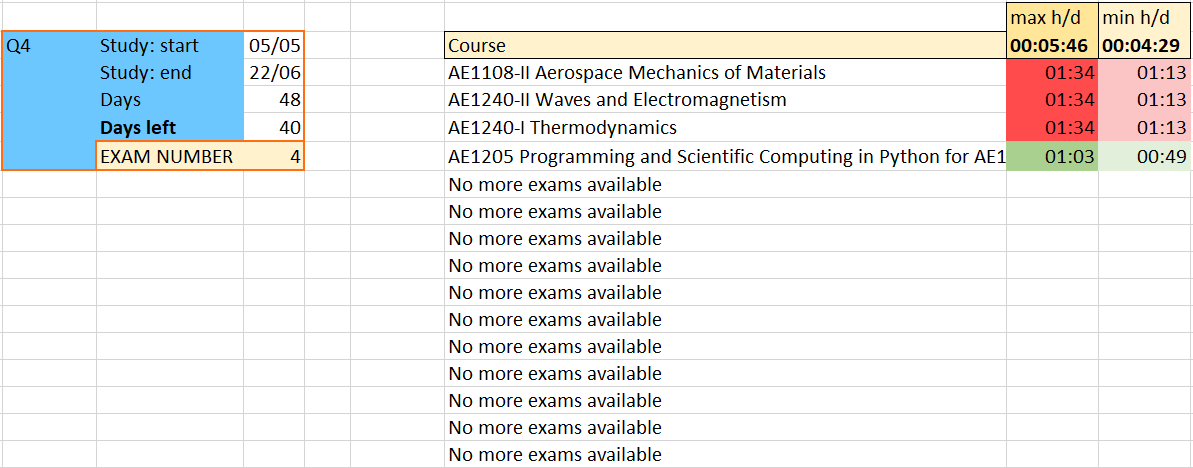 max h/d min h/d
Q4 Study: start 05/05 Course 00:05:46 00:04:29
Study: end 22/06 AE1108-II Aerospace Mechanics of Materials 01:34 01:13
Days 48 AE1240-II Waves and Electromagnetism 01:34 01:13
Days left 40 AE1240-I Thermodynamics 01:34 01:13
EXAM NUMBER 4 AE1205 Programming and Scientific Computing in Python for AE1 01:03 00:49
No more exams available
No more exams available
No more exams available
No more exams available
No more exams available
No more exams available
No more exams available
No more exams available
No more exams available
No more exams available
No more exams available